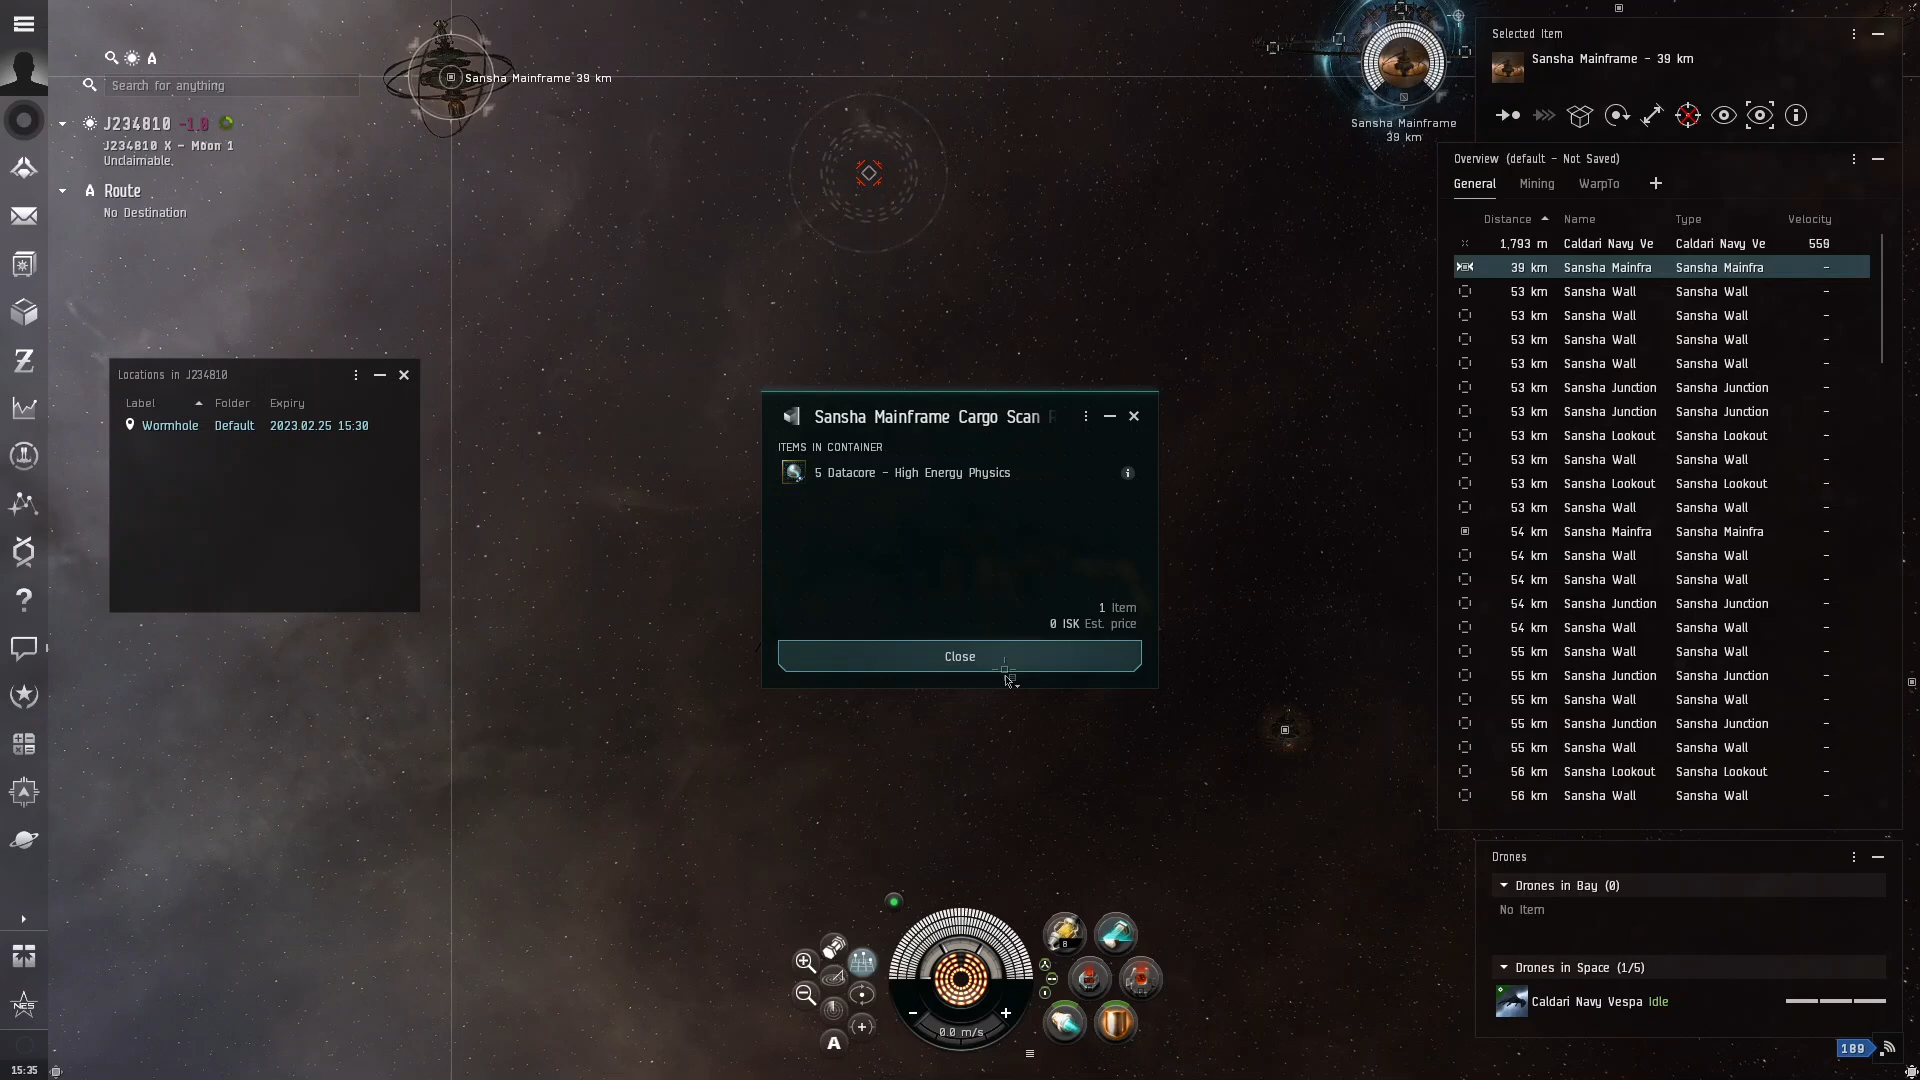 A
Search for anything
J234810 -1.0
J234810 X - Moon 1
Unclaimable,
A Route
No Destination
Sansha Mainframe 39 km
Sansha Mainframe
39 km
Selected Item
Sansha Mainframe - 39 km
Overview (default - Not Saved)
General Mining WarpTo +
Distance Name Type Velocity
1,793 m Caldari Navy Ve Caldari Navy Ve 559
39 km Sansha Mainfra Sansha Mainfra -
53 km Sansha Wall Sansha Wall -
53 km Sansha Wall Sansha Wall -
53 km Sansha Wall Sansha Wall -
53 km Sansha Wall Sansha Wall -
53 km Sansha Junction Sansha Junction -
53 km Sansha Junction Sansha Junction -
53 km Sansha Lookout Sansha Lookout -
53 km Sansha Wall Sansha Wall -
53 km Sansha Lookout Sansha Lookout -
53 km Sansha Wall Sansha Wall -
54 km Sansha Mainfra Sansha Mainfra -
54 km Sansha Wall Sansha Wall -
54 km Sansha Wall Sansha Wall -
54 km Sansha Junction Sansha Junction -
54 km Sansha Wall Sansha Wall -
55 km Sansha Wall Sansha Wall -
55 km Sansha Junction Sansha Junction -
55 km Sansha Wall Sansha Wall -
55 km Sansha Junction Sansha Junction -
55 km Sansha Wall Sansha Wall -
56 km Sansha Lookout Sansha Lookout -
56 km Sansha Wall Sansha Wall -
Locations in J234810
Label Folder Expiry
Wormhole Default 2023.02.25 15:30
Sansha Mainframe Cargo Scan R
ITEMS IN CONTAINER
5 Datacore - High Energy Physics
1 Item
0 ISK Est. price
Close
Drones
Drones in Bay (0)
No Item
Drones in Space (1/5)
Caldari Navy Vespa Idle
8
- +
0.0 m/s
A
NES
189
15:35